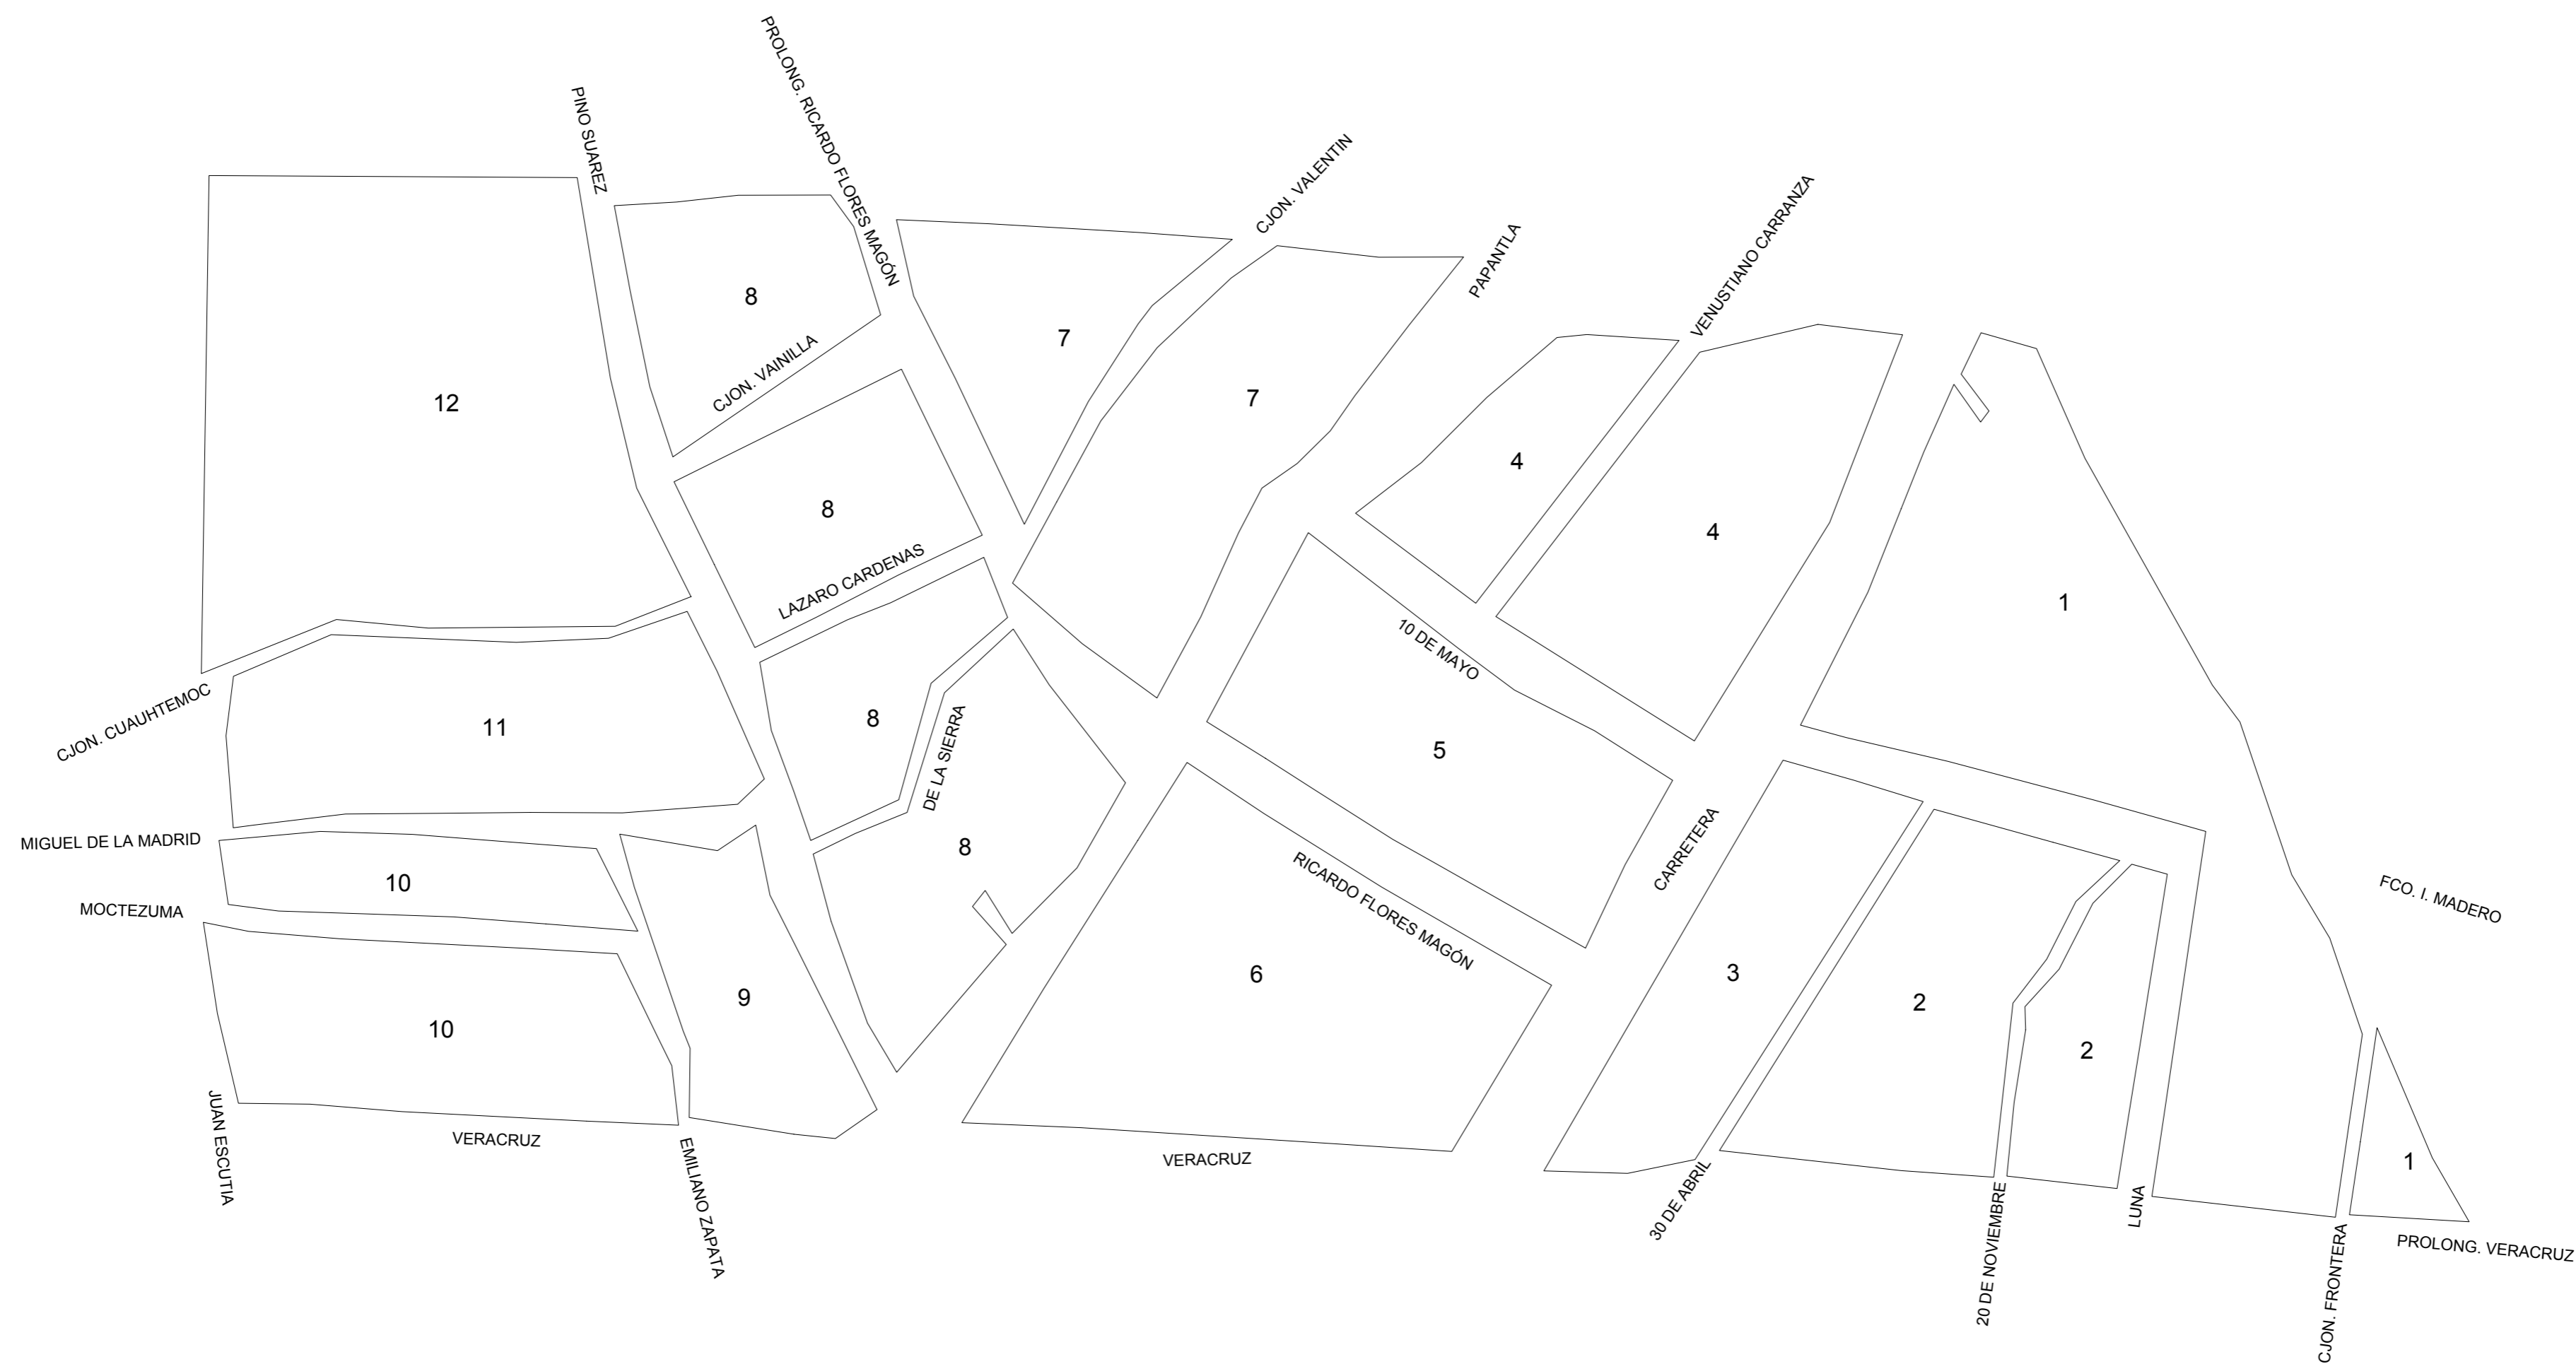 PROLONG. RICARDO FLORES MAGÓN
PINO SUAREZ
CJON. VALENTIN
PAPANTLA
VENUSTIANO CARRANZA
8
7
CJON. VAINILLA
12
7
4
8
4
LAZARO CARDENAS
1
10 DE MAYO
CJON. CUAUHTEMOC
11
8
DE LA SIERRA
5
MIGUEL DE LA MADRID
8
CARRETERA
10
RICARDO FLORES MAGÓN
FCO. I. MADERO
MOCTEZUMA
6
3
9
2
10
2
JUAN ESCUTIA
VERACRUZ
EMILIANO ZAPATA
VERACRUZ
30 DE ABRIL
20 DE NOVIEMBRE
LUNA
1
CJON. FRONTERA
PROLONG. VERACRUZ